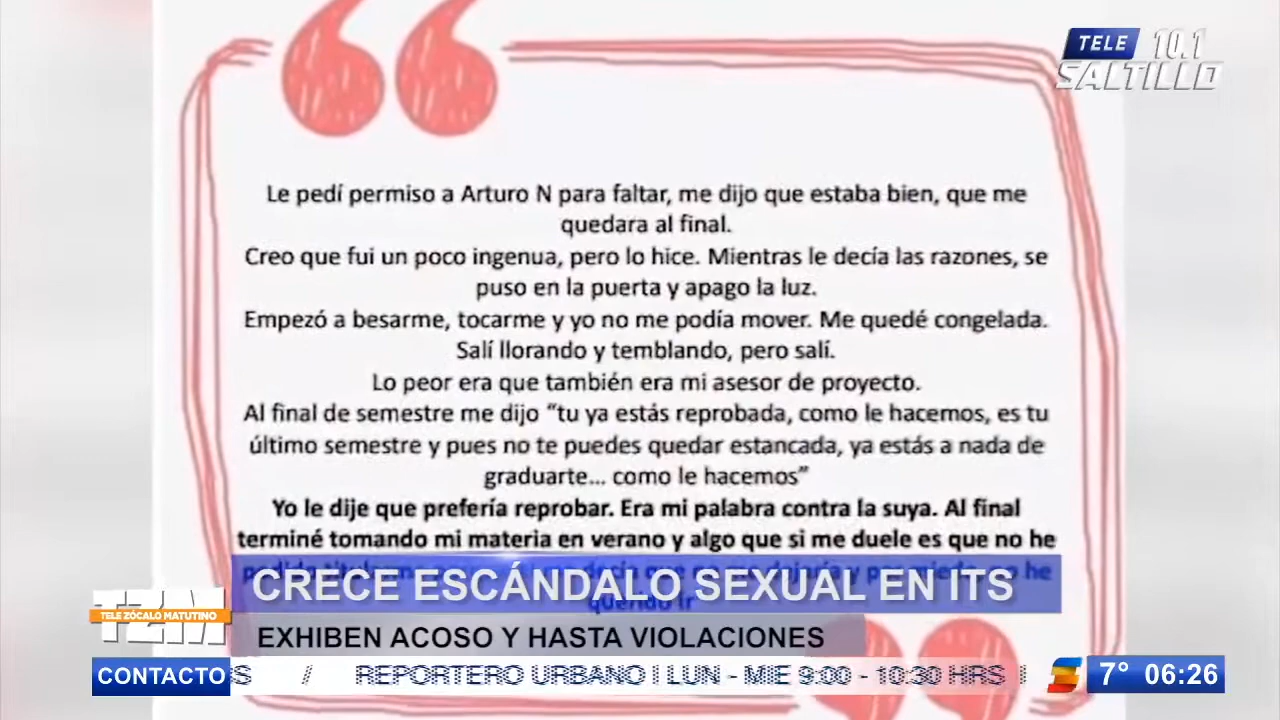 TELE 10.1
SALTILLO
Le pedí permiso a Arturo N para faltar, me dijo que estaba bien, que me
quedara al final.
Creo que fui un poco ingenua, pero lo hice. Mientras le decía las razones, se
puso en la puerta y apago la luz.
Empezó a besarme, tocarme y yo no me podía mover. Me quedé congelada.
Salí llorando y temblando, pero salí.
Lo peor era que también era mi asesor de proyecto.
Al final de semestre me dijo “tu ya estás reprobada, como le hacemos, es tu
último semestre y pues no te puedes quedar estancada, ya estás a nada de
graduarte... como le hacemos”
Yo le dije que prefería reprobar. Era mi palabra contra la suya. Al final
terminé tomando mi materia en verano y algo que si me duele es que no he
querido ir
CRECE ESCÁNDALO SEXUAL EN ITS
TZM
TELE ZÓCALO MATUTINO
EXHIBEN ACOSO Y HASTA VIOLACIONES
CONTACTO S / REPORTERO URBANO | LUN - MIE 9:00 - 10:30 HRS |
7° 06:26